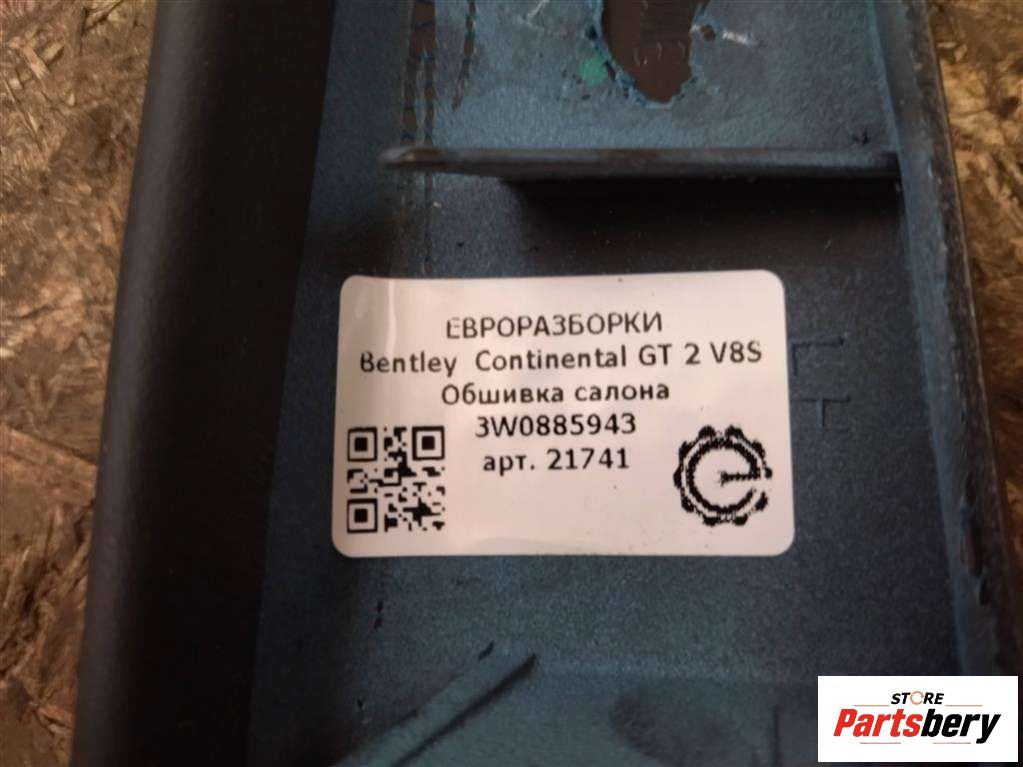 ЕВРОРАЗБОРКИ
Bentley Continental GT 2 V8S
Обшивка салона
3W0885943
арт. 21741
STORE
Partsbery